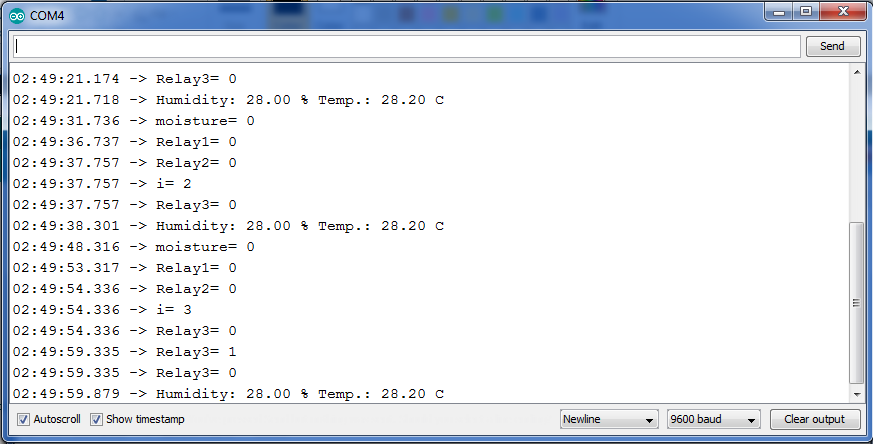 COM4
Send
02:49:21.174 -> Relay3= 0
02:49:21.718 -> Humidity: 28.00 % Temp.: 28.20 C
02:49:31.736 -> moisture= 0
02:49:36.737 -> Relay1= 0
02:49:37.757 -> Relay2= 0
02:49:37.757 -> i= 2
02:49:37.757 -> Relay3= 0
02:49:38.301 -> Humidity: 28.00 % Temp.: 28.20 C
02:49:48.316 -> moisture= 0
02:49:53.317 -> Relay1= 0
02:49:54.336 -> Relay2= 0
02:49:54.336 -> i= 3
02:49:54.336 -> Relay3= 0
02:49:59.335 -> Relay3= 1
02:49:59.335 -> Relay3= 0
02:49:59.879 -> Humidity: 28.00 % Temp.: 28.20 C
Autoscroll Show timestamp Newline 9600 baud Clear output